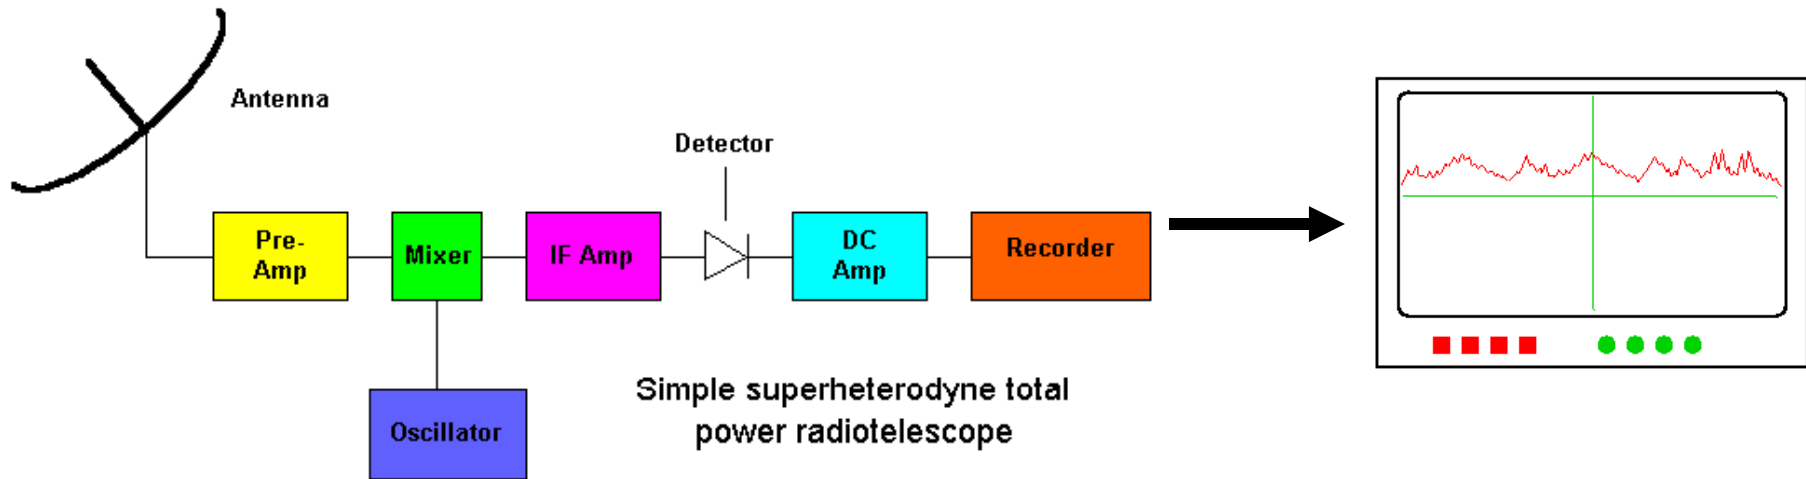 Antenna
Detector
Pre-
Amp
Mixer
IF Amp
DC
Amp
Recorder
Oscillator
Simple superheterodyne total
power radiotelescope